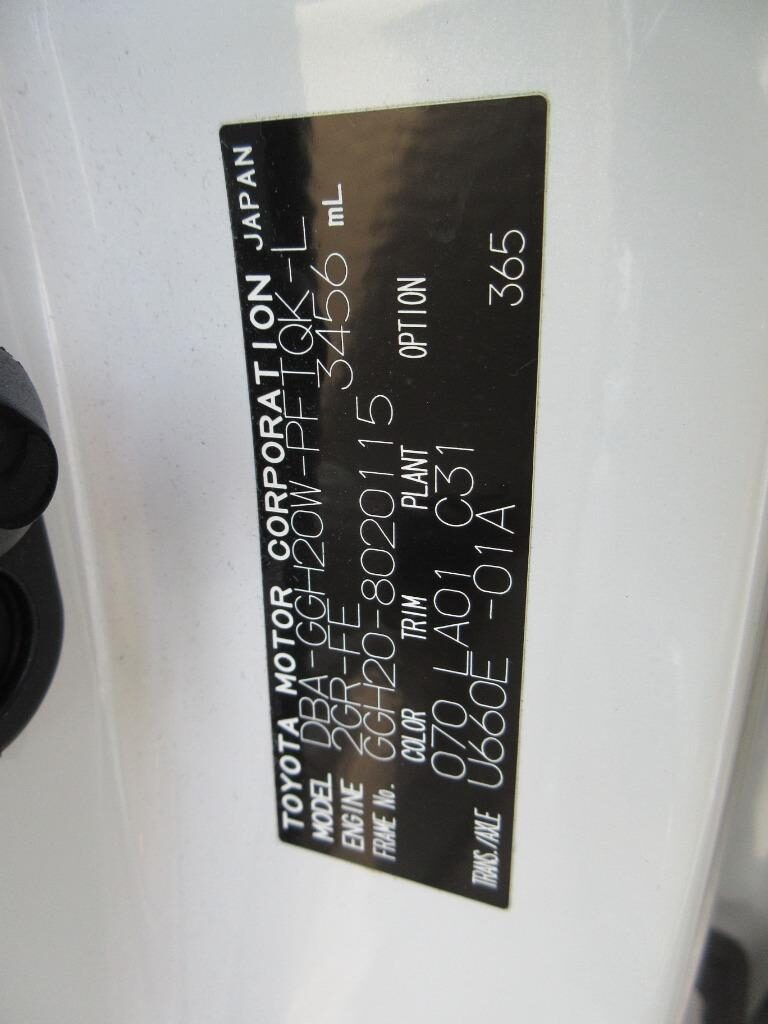 TOYOTA MOTOR CORPORATION JAPAN
MODEL DBA-GGH20W-PFTQK-L
ENGINE 2GR-FE 3456 mL
FRAME No. GGH20-8020115
COLOR TRIM PLANT OPTION
070 LA01 C31
TRANS./AXLE U660E -01A 365